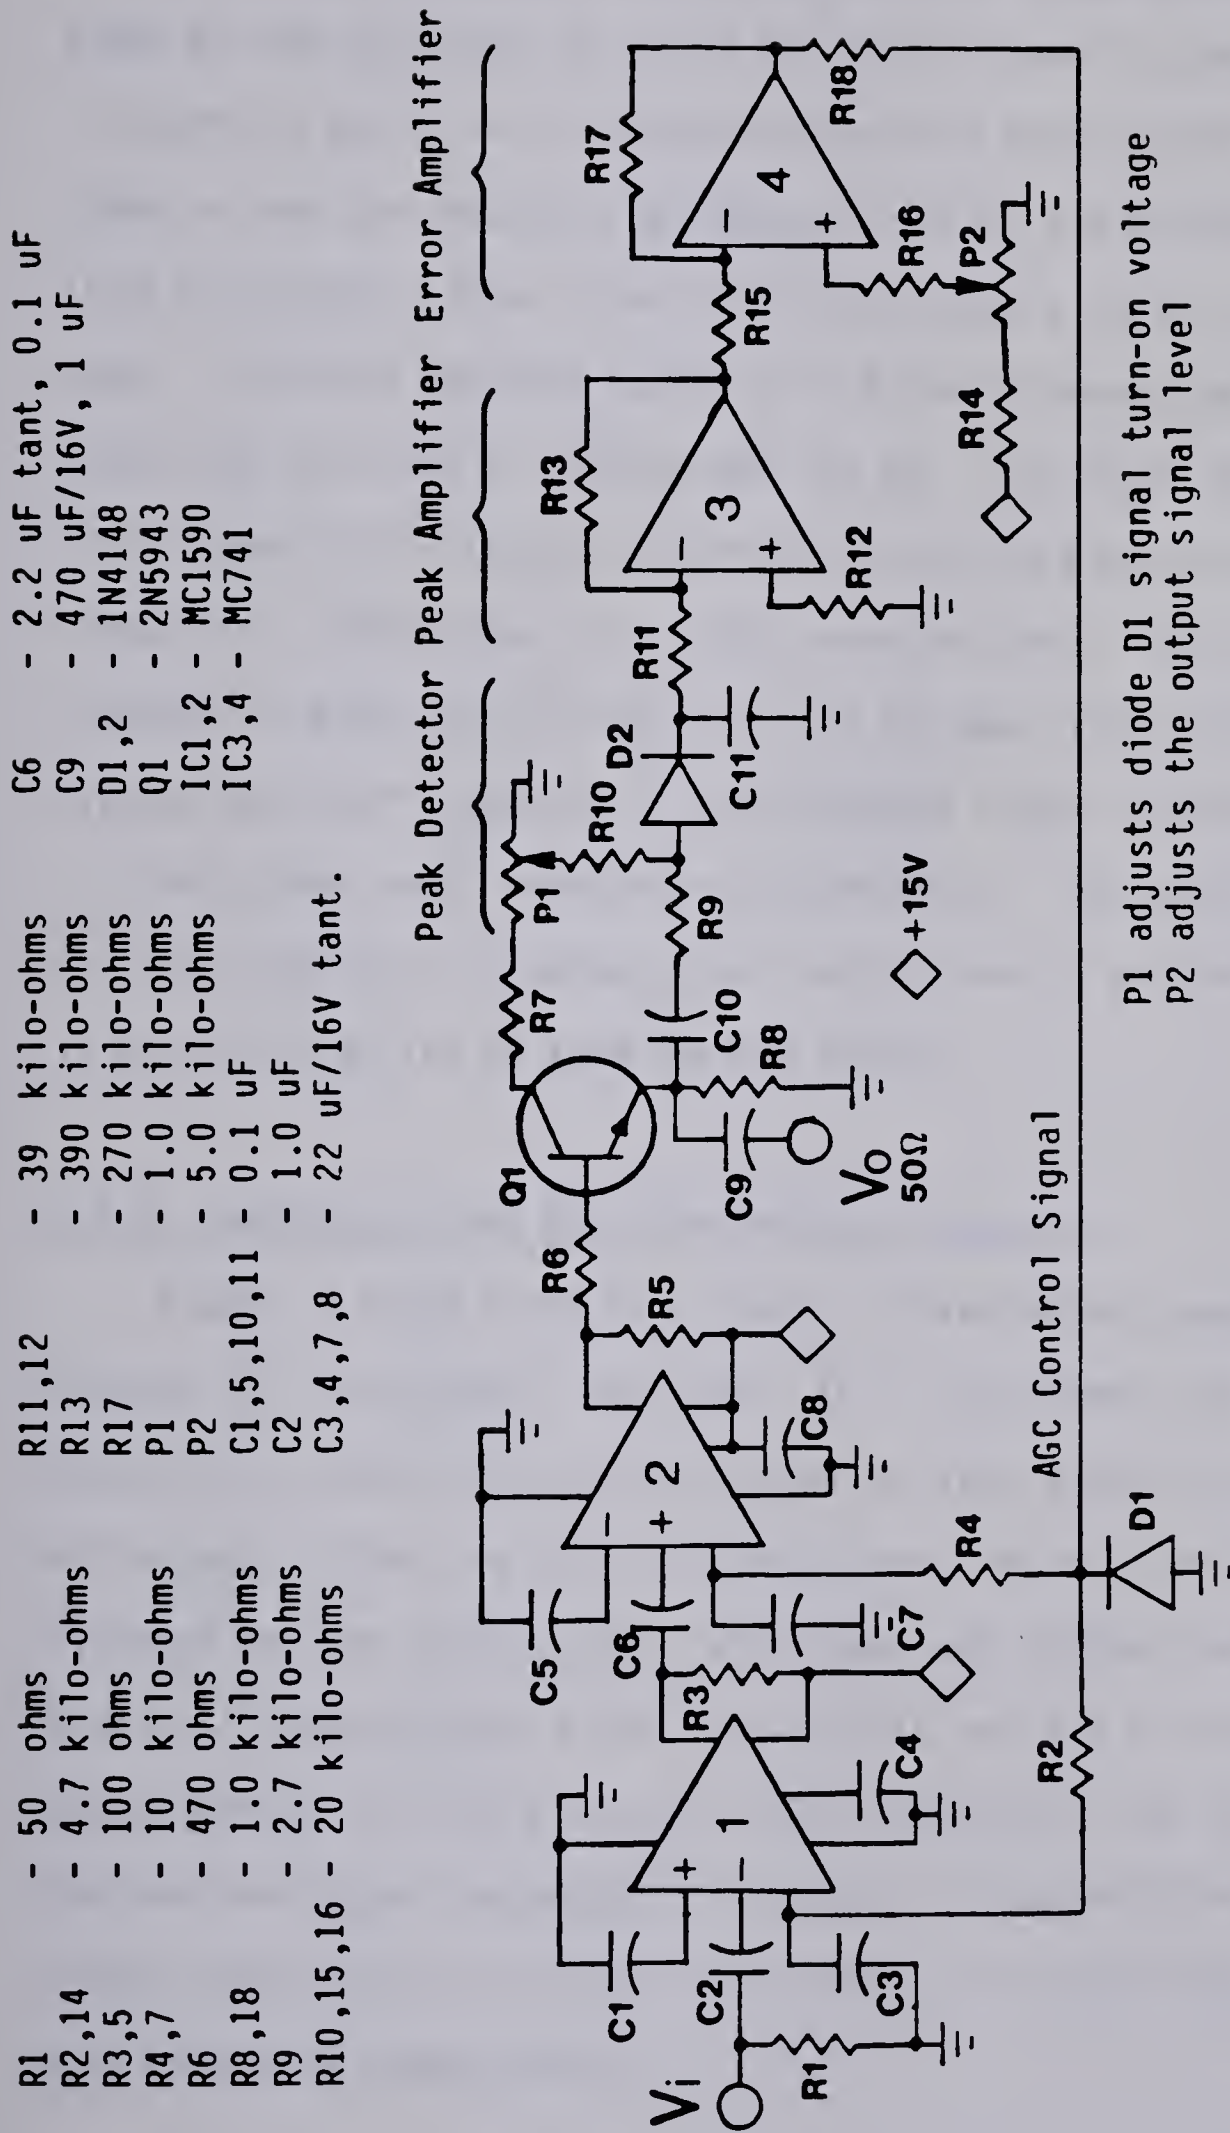 R1 - 50 ohms
R2,14 - 4.7 kilo-ohms
R3,5 - 100 ohms
R4,7 - 10 kilo-ohms
R6 - 470 ohms
R8,18 - 1.0 kilo-ohms
R9 - 2.7 kilo-ohms
R10,15,16 - 20 kilo-ohms
R11,12 - 39 kilo-ohms
R13 - 390 kilo-ohms
R17 - 270 kilo-ohms
P1 - 1.0 kilo-ohms
P2 - 5.0 kilo-ohms
C1,5,10,11 - 0.1 uF
C2 - 1.0 uF
C3,4,7,8 - 22 uF/16V tant.
C6 - 2.2 uF tant, 0.1 uF
C9 - 470 uF/16V, 1 uF
D1,2 - 1N4148
Q1 - 2N5943
IC1,2 - MC1590
IC3,4 - MC741
Peak Detector Peak Amplifier Error Amplifier
Vi
R1
C1
C2
C3
+
-
1
C4
R2
R3
C5
C6
C7
-
+
2
C8
R4
D1
R5
R6
Q1
R7
P1
C9
VO
50Ω
C10
R8
R9
R10
D2
C11
+15V
R11
R13
-
+
3
R12
R15
R17
-
+
4
R16
P2
R14
R18
AGC Control Signal
P1 adjusts diode D1 signal turn-on voltage
P2 adjusts the output signal level